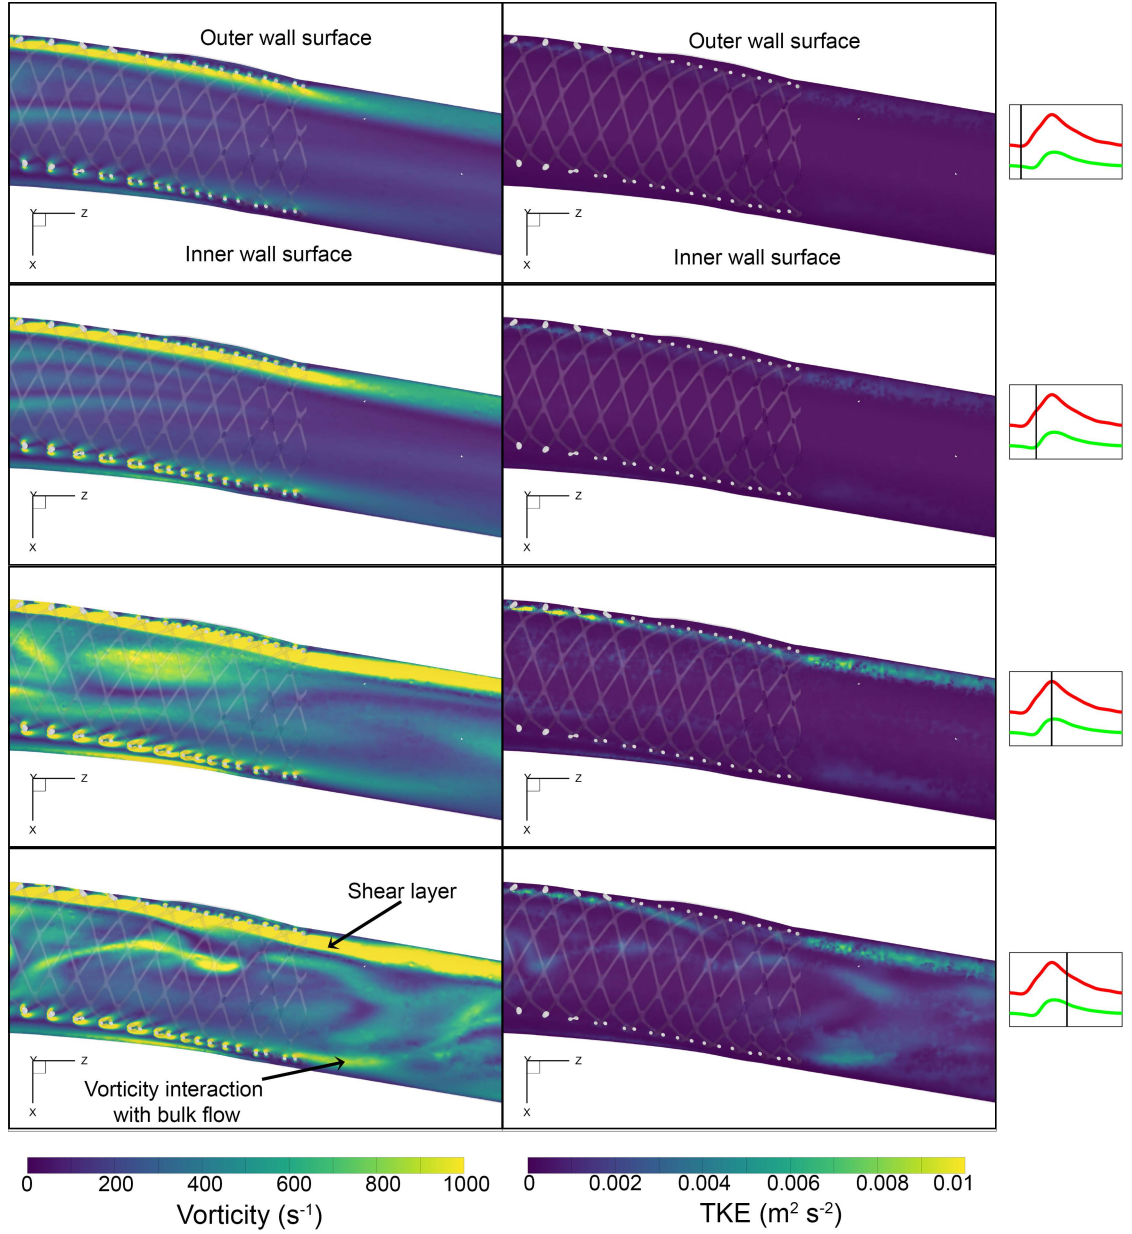 Outer wall surface
Outer wall surface
Y Z
X
Inner wall surface
Y Z
X
Inner wall surface
Y Z
X
Y Z
X
Y Z
X
Y Z
X
Shear layer
Y Z
X
Vorticity interaction
with bulk flow
Y Z
X
0 200 400 600 800 1000
Vorticity (s⁻¹)
0 0.002 0.004 0.006 0.008 0.01
TKE (m² s⁻²)